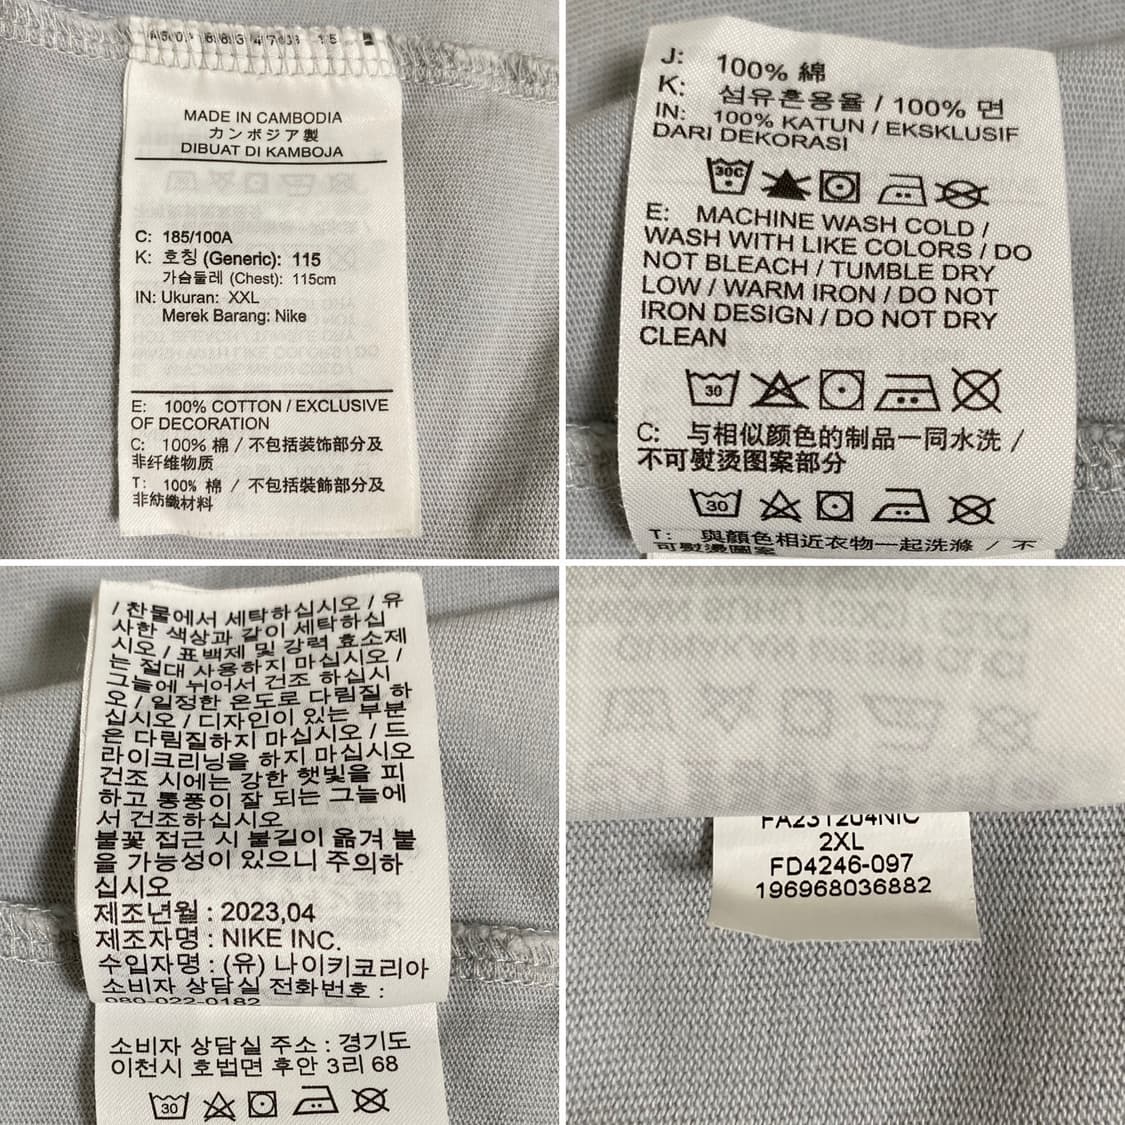 MADE IN CAMBODIA
カンボジア製
DIBUAT DI KAMBOJA
C: 185/100A
K: 호칭 (Generic): 115
가슴둘레 (Chest): 115cm
IN: Ukuran: XXL
Merek Barang: Nike
E: 100% COTTON / EXCLUSIVE
OF DECORATION
C: 100% 棉 / 不包括装饰部分及
非纤维物质
T: 100% 棉 / 不包括裝飾部分及
非紡織材料
J: 100% 綿
K: 섬유혼용율 / 100% 면
IN: 100% KATUN / EKSKLUSIF
DARI DEKORASI
30C
E: MACHINE WASH COLD /
WASH WITH LIKE COLORS / DO
NOT BLEACH / TUMBLE DRY
LOW / WARM IRON / DO NOT
IRON DESIGN / DO NOT DRY
CLEAN
30
C: 与相似颜色的制品一同水洗 /
不可熨烫图案部分
30
T: 與顏色相近衣物一起洗滌 / 不
可熨燙圖案
/ 찬물에서 세탁하십시오 / 유
사한 색상과 같이 세탁하십
시오 / 표백제 및 강력 효소제
는 절대 사용하지 마십시오 /
그늘에 뉘어서 건조 하십시
오 / 일정한 온도로 다림질 하
십시오 / 디자인이 있는 부분
은 다림질하지 마십시오 / 드
라이크리닝을 하지 마십시오
건조 시에는 강한 햇빛을 피
하고 통풍이 잘 되는 그늘에
서 건조하십시오
불꽃 접근 시 불길이 옮겨 붙
을 가능성이 있으니 주의하
십시오
제조년월 : 2023,04
제조자명 : NIKE INC.
수입자명 : (유) 나이키코리아
소비자 상담실 전화번호 :
080-022-0182
소비자 상담실 주소 : 경기도
이천시 호법면 후안 3리 68
30
FA231204NIC
2XL
FD4246-097
196968036882